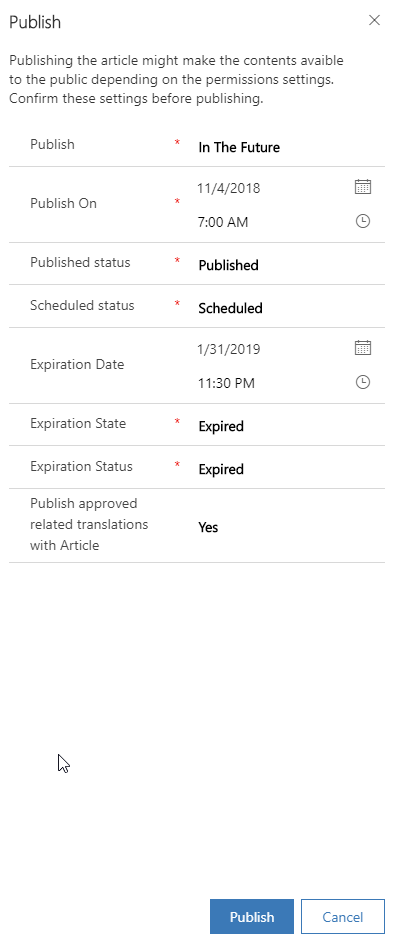 Publish
Publishing the article might make the contents avaible
to the public depending on the permissions settings.
Confirm these settings before publishing.
Publish * In The Future
Publish On * 11/4/2018
7:00 AM
Published status * Published
Scheduled status * Scheduled
Expiration Date 1/31/2019
11:30 PM
Expiration State * Expired
Expiration Status * Expired
Publish approved
related translations
with Article
Yes
Publish Cancel